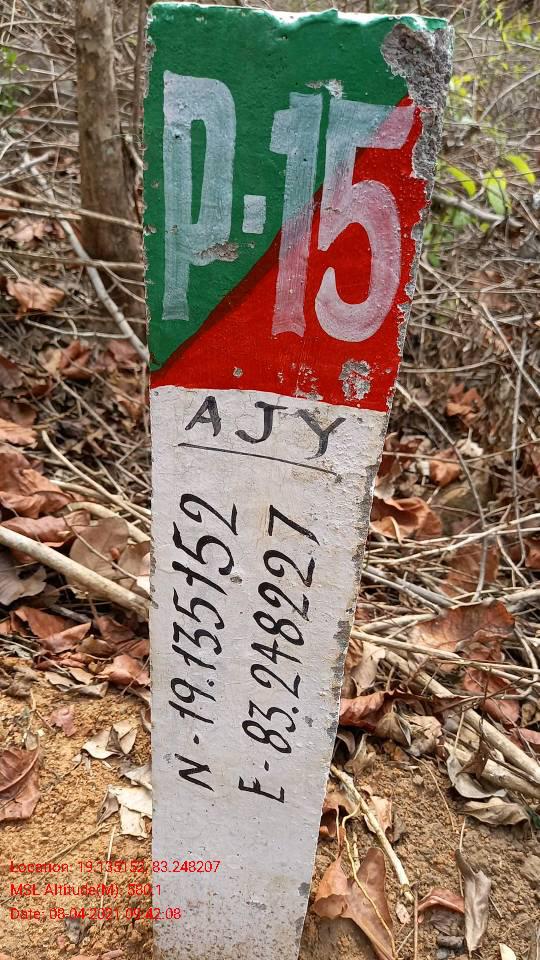 P-15
AJY
N-19.135152
E-83.248227
Location: 19.135152, 83.248207
MSL Altitude(M): 580.1
Date: 08-04-2021 09:42:08